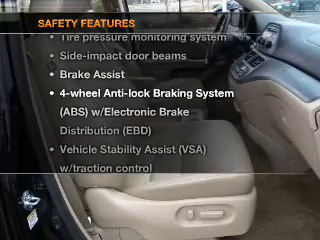 SAFETY FEATURES
• Tire pressure monitoring system
• Side-impact door beams
• Brake Assist
• 4-wheel Anti-lock Braking System
(ABS) w/Electronic Brake
Distribution (EBD)
• Vehicle Stability Assist (VSA)
w/traction control